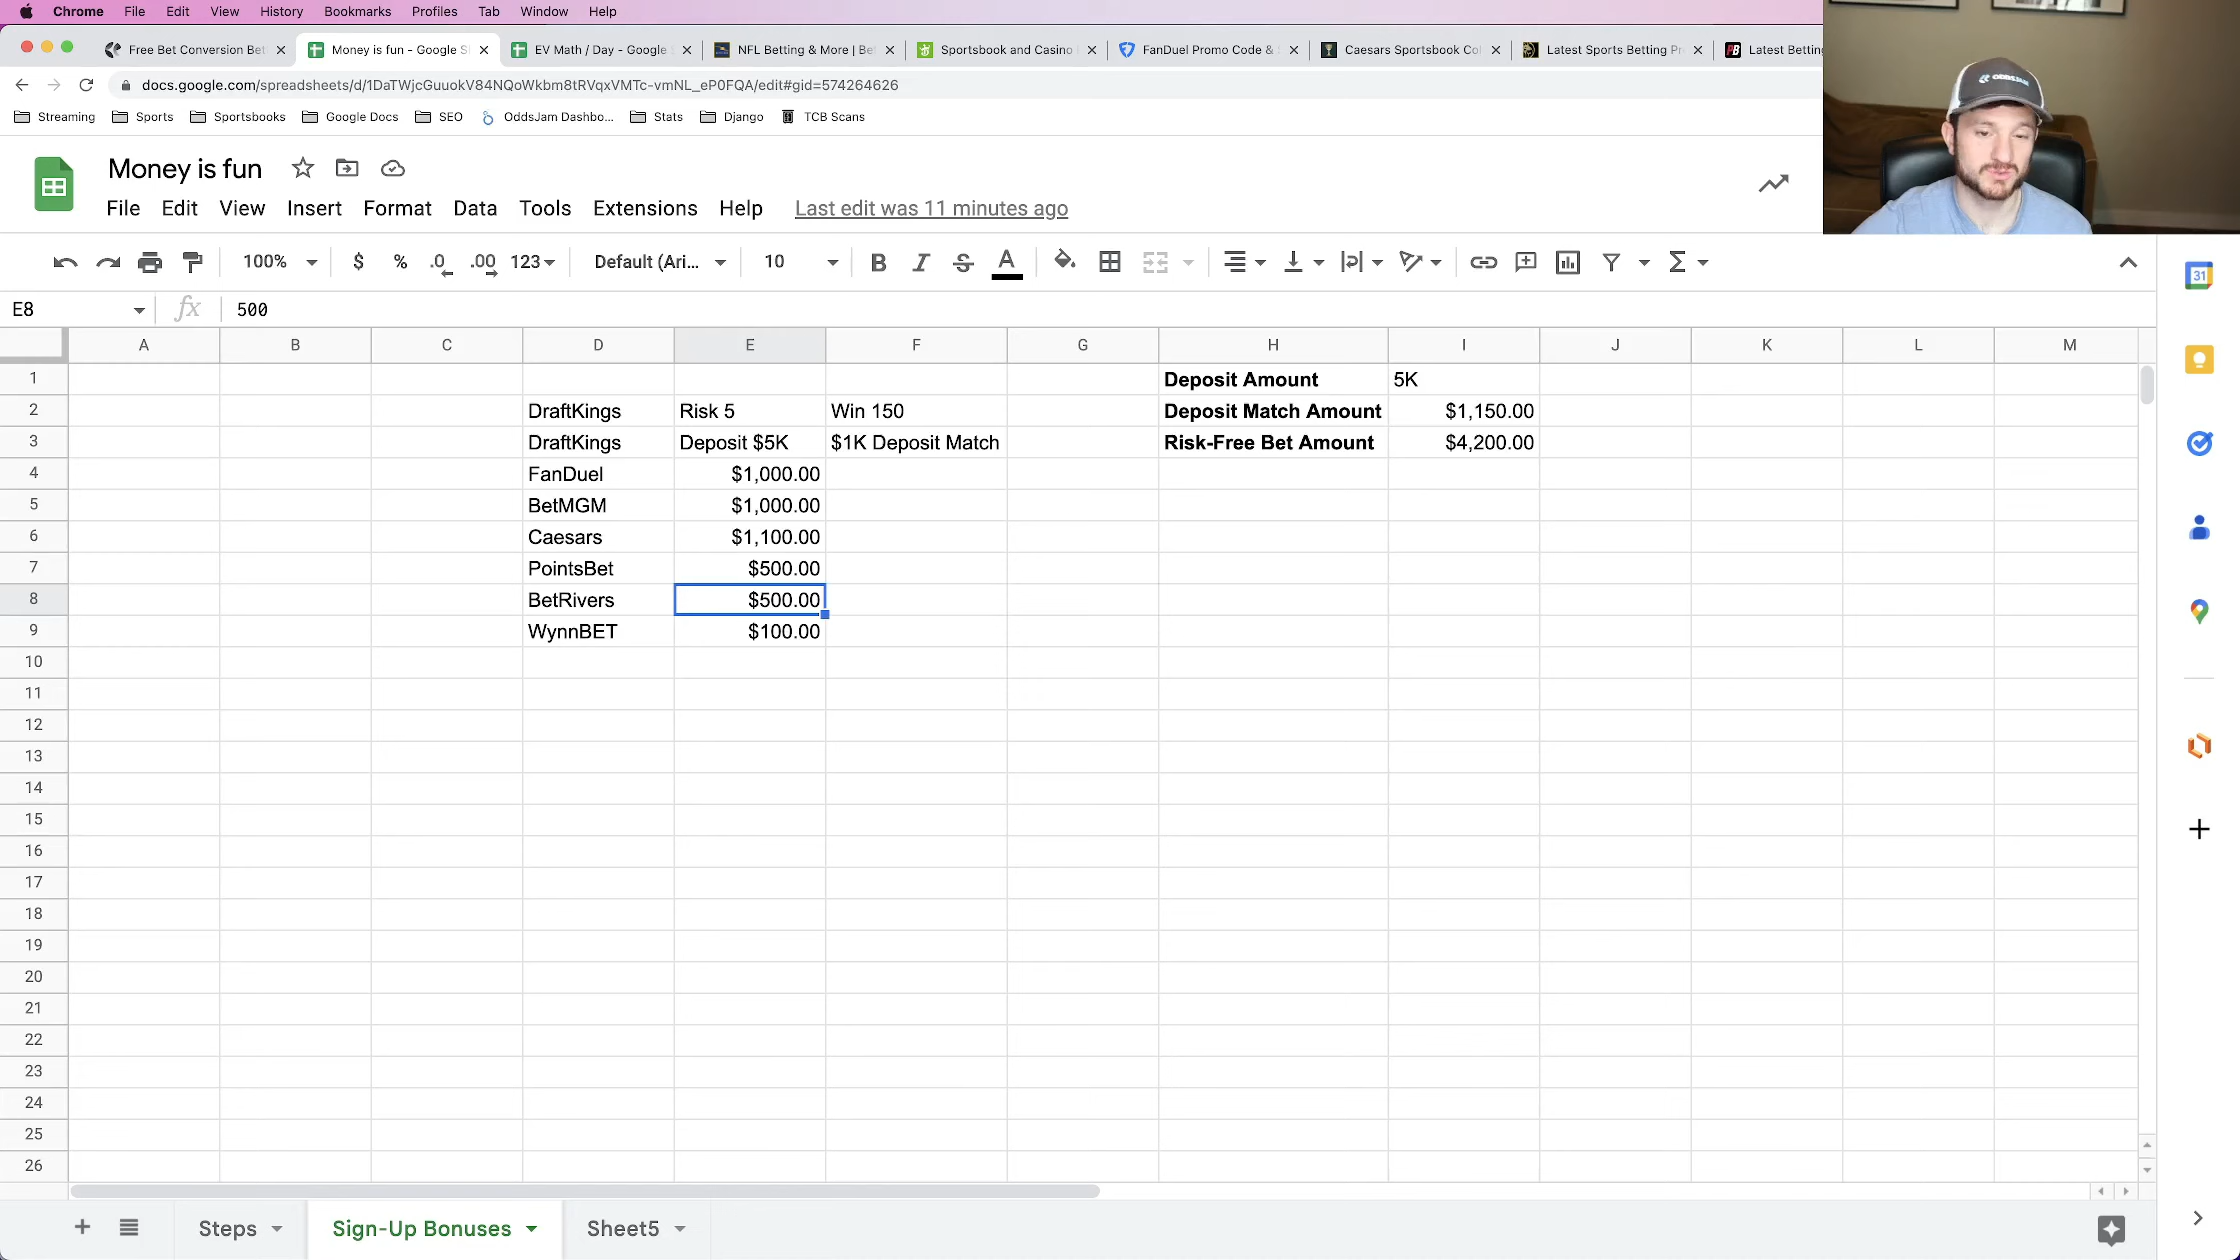 Chrome File Edit View History Bookmarks Profiles Tab Window Help
Free Bet Conversion Bet
Money is fun - Google S
EV Math / Day - Google
NFL Betting & More | Be
Sportsbook and Casino
FanDuel Promo Code &
Caesars Sportsbook Co
Latest Sports Betting Pr
Latest Betting
docs.google.com/spreadsheets/d/1DaTWjcGuuokV84NQoWkbm8tRVqxVMTc-vmNL_eP0FQA/edit#gid=574264626
Streaming Sports Sportsbooks Google Docs SEO OddsJam Dashbo... Stats Django TCB Scans
ODDSJAM
Money is fun
File Edit View Insert Format Data Tools Extensions Help Last edit was 11 minutes ago
100% $ % .0 .00 123 Default (Ari... 10 B I S A
31
E8 fx 500
A B C D E F G H I J K L M
1 Deposit Amount 5K
2 DraftKings Risk 5 Win 150 Deposit Match Amount $1,150.00
3 DraftKings Deposit $5K $1K Deposit Match Risk-Free Bet Amount $4,200.00
4 FanDuel $1,000.00
5 BetMGM $1,000.00
6 Caesars $1,100.00
7 PointsBet $500.00
8 BetRivers $500.00
9 WynnBET $100.00
10
11
12
13
14
15
16
17
18
19
20
21
22
23
24
25
26
Steps Sign-Up Bonuses Sheet5